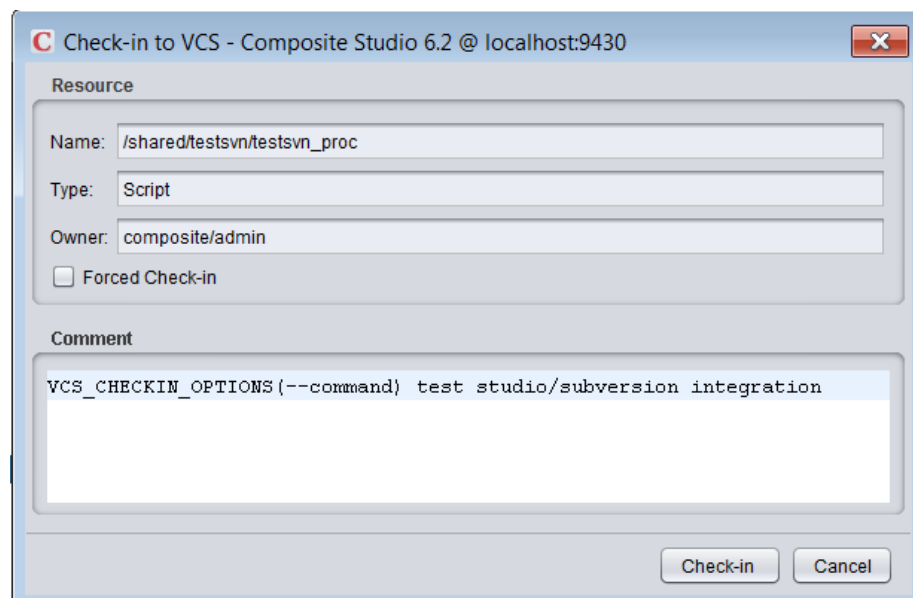 C Check-in to VCS - Composite Studio 6.2 @ localhost:9430
Resource
Name: /shared/testsvn/testsvn_proc
Type: Script
Owner: composite/admin
Forced Check-in
Comment
VCS_CHECKIN_OPTIONS(--command) test studio/subversion integration
Check-in Cancel